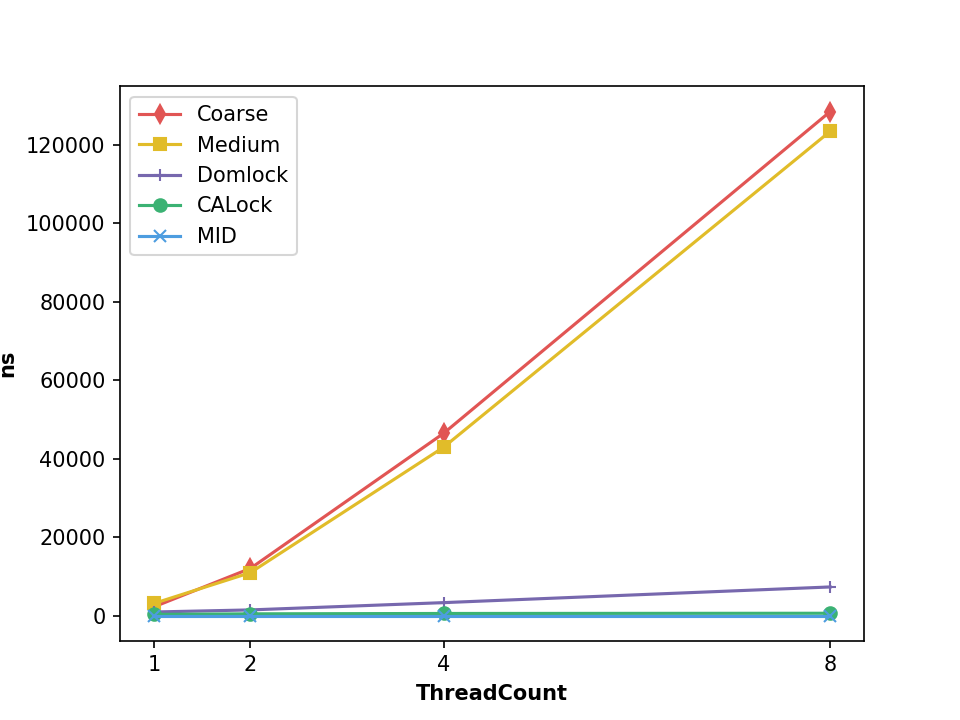 Coarse
Medium
Domlock
CALock
MID
120000
100000
80000
60000
40000
20000
0
ns
1 2 4 8
ThreadCount